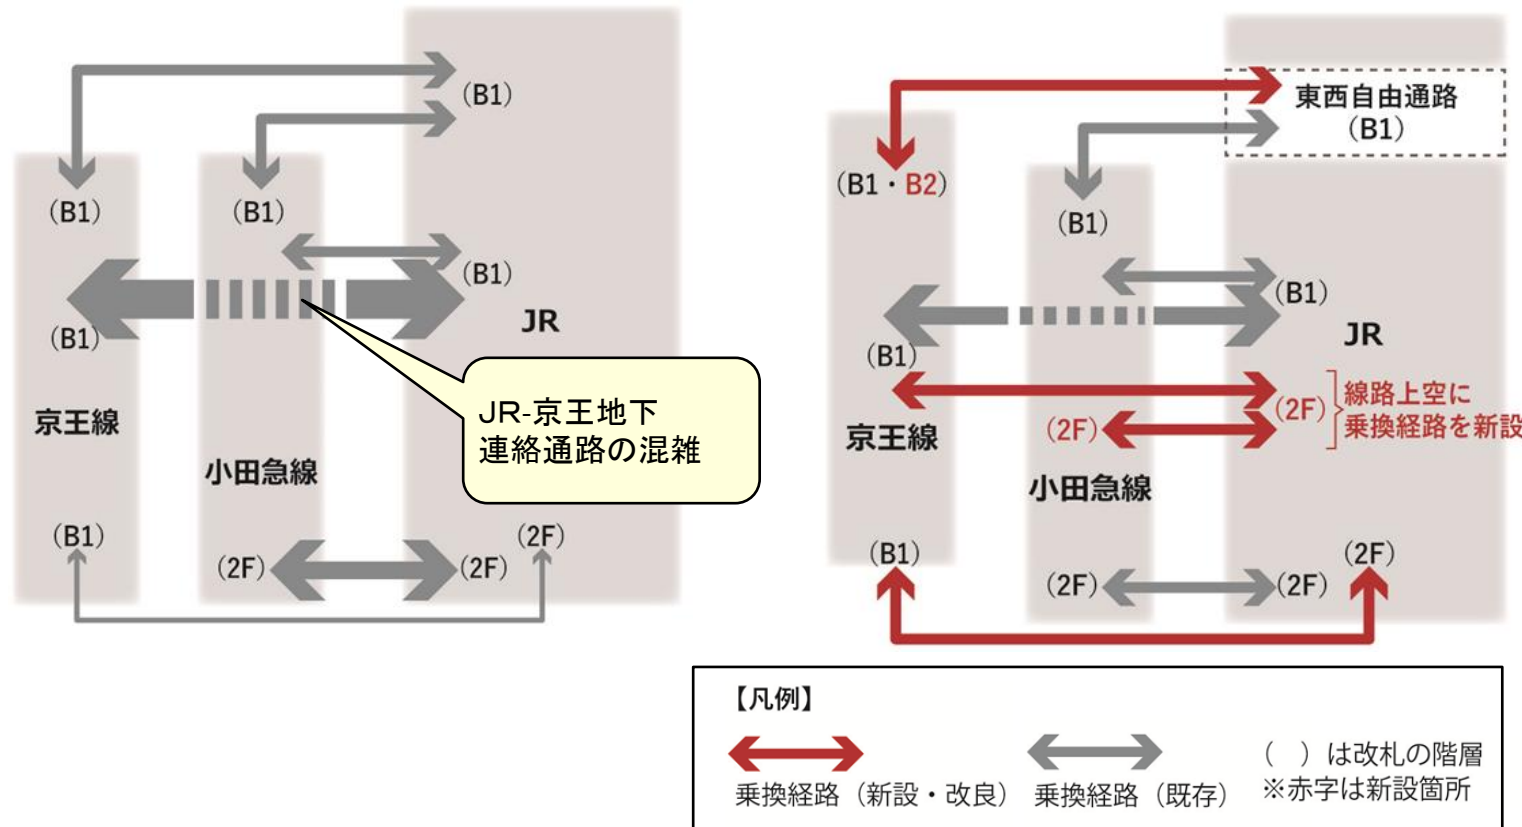 (B1)
(B1)
(B1)
(B1)
(B1)
JR
京王線
JR-京王地下
連絡通路の混雑
小田急線
(B1)
(2F)
(2F)
(2F)
東西自由通路
(B1)
(B1・B2)
(B1)
(B1)
JR
(B1)
(2F)
線路上空に
乗換経路を新設
(2F)
京王線
小田急線
(B1)
(2F)
(2F)
(2F)
【凡例】
乗換経路（新設・改良）
乗換経路（既存）
（　）は改札の階層
※赤字は新設箇所